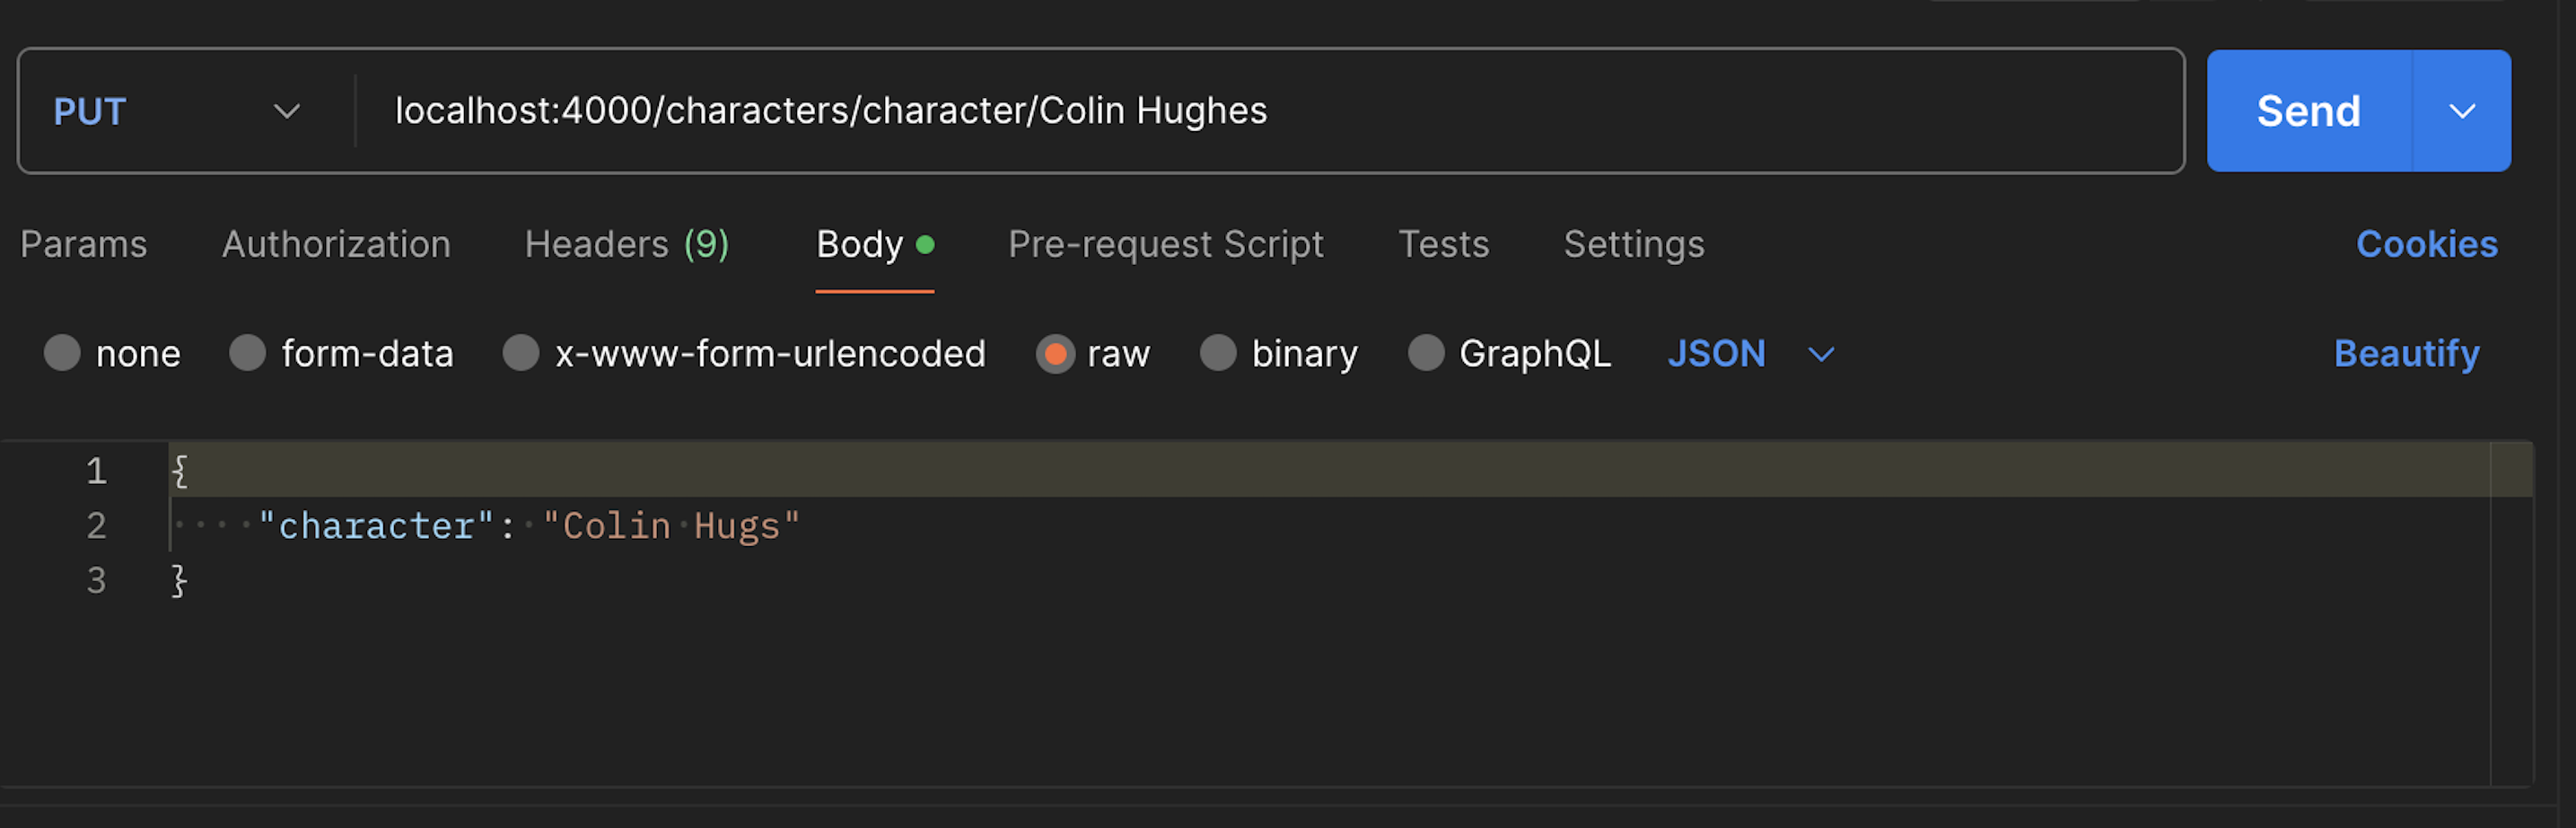 PUT localhost:4000/characters/character/Colin Hughes Send
Params Authorization Headers (9) Body Pre-request Script Tests Settings Cookies
none form-data x-www-form-urlencoded raw binary GraphQL JSON Beautify
1 {
2 "character": "Colin Hugs"
3 }